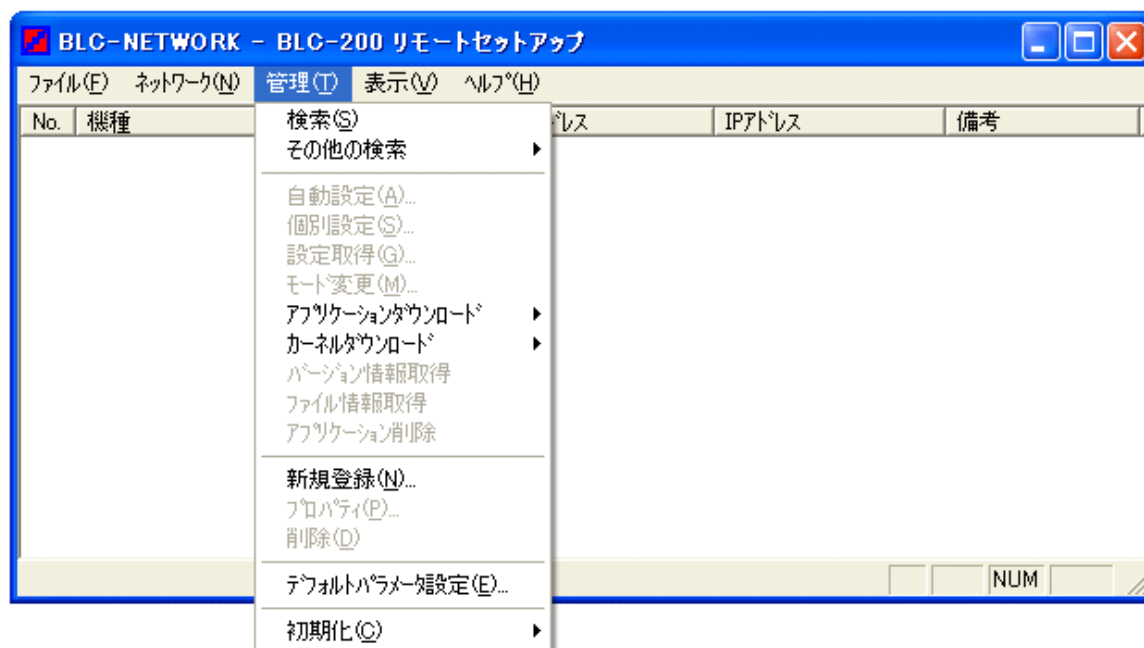 BLC-NETWORK - BLC-200 リモートセットアップ
ファイル(F) ネットワーク(N) 管理(T) 表示(V) ヘルプ(H)
No. 機種 ドレス IPアドレス 備考
検索(S)
その他の検索
自動設定(A)...
個別設定(S)...
設定取得(G)...
モード変更(M)...
アプリケーションダウンロード
カーネルダウンロード
バージョン情報取得
ファイル情報取得
アプリケーション削除
新規登録(N)...
プロパティ(P)...
削除(D)
デフォルトパラメータ設定(E)...
NUM
初期化(C)